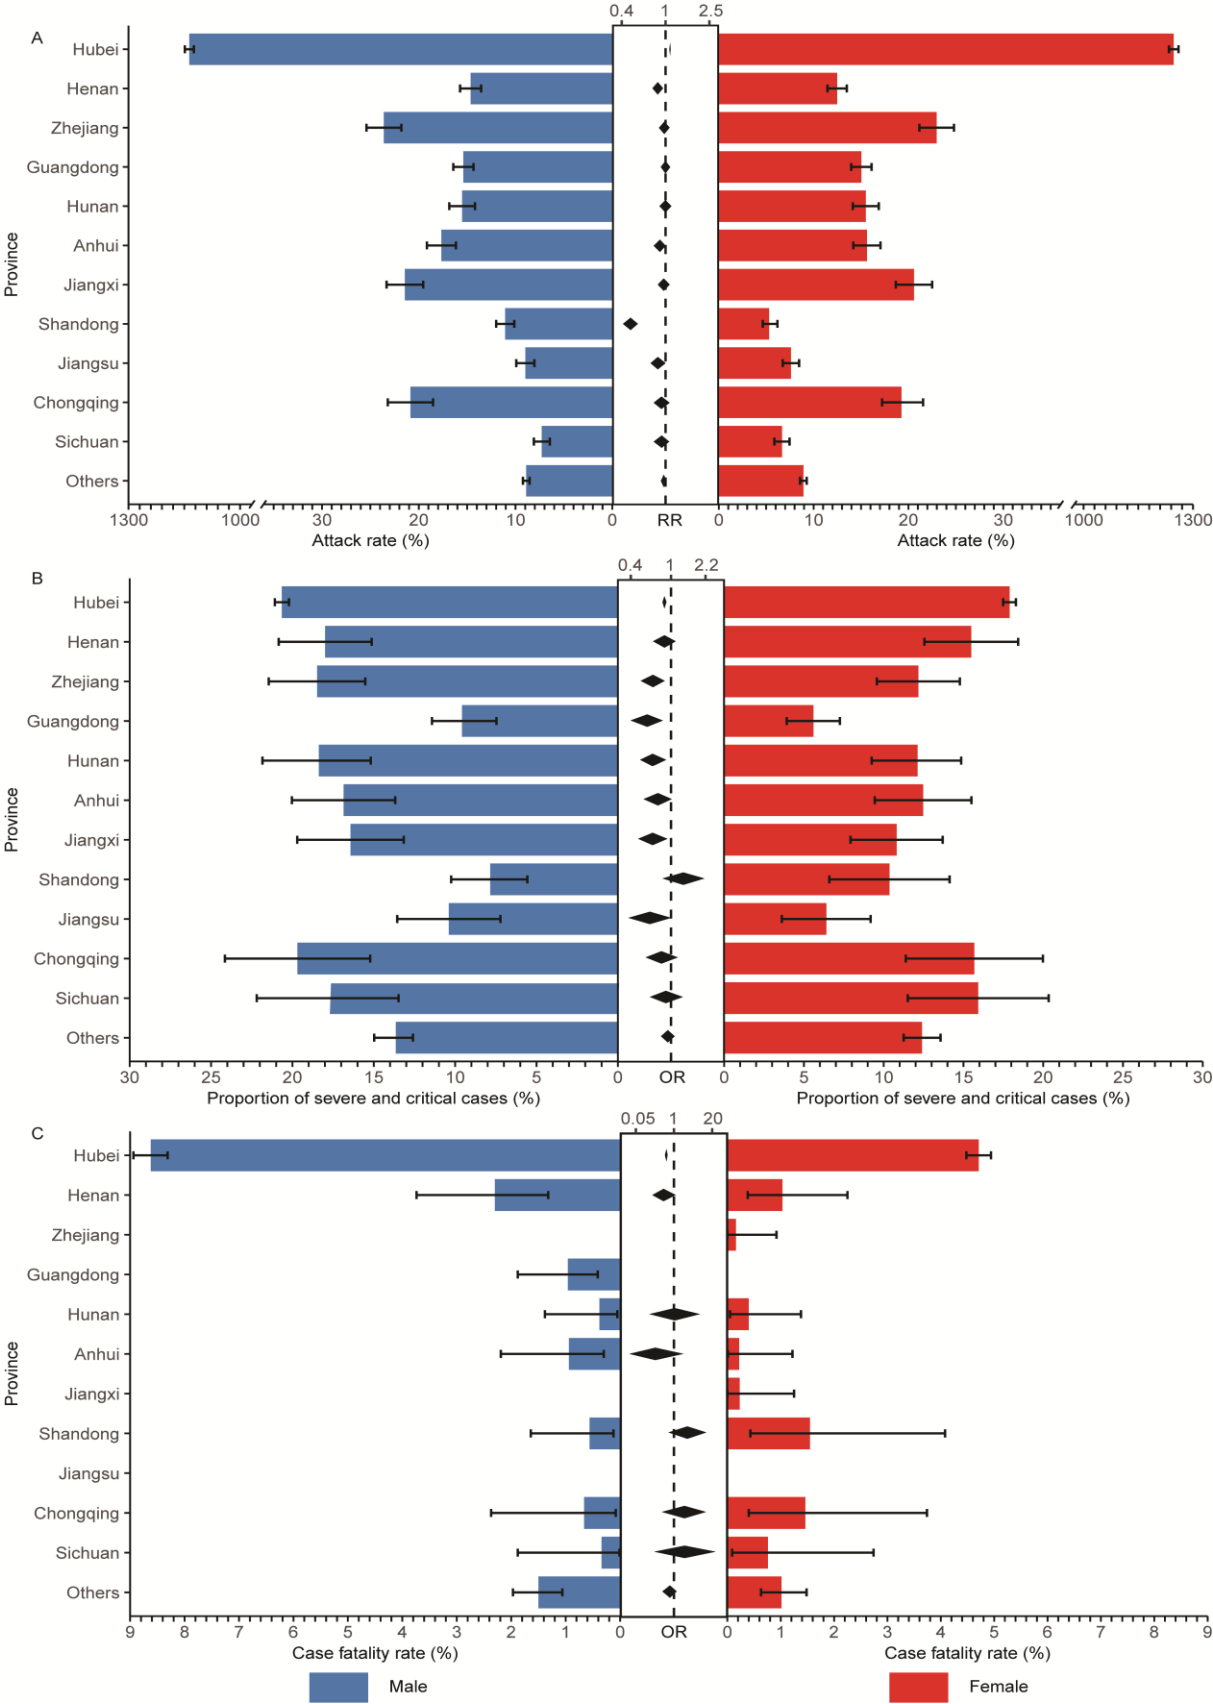 0.4 1 2.5
A
Hubei
Henan
Zhejiang
Guangdong
Hunan
Anhui
Jiangxi
Shandong
Jiangsu
Chongqing
Sichuan
Others
Province
1300 1000 30 20 10 0 RR 0 10 20 30 1000 1300
Attack rate (%) Attack rate (%)
0.4 1 2.2
B
Hubei
Henan
Zhejiang
Guangdong
Hunan
Anhui
Jiangxi
Shandong
Jiangsu
Chongqing
Sichuan
Others
Province
30 25 20 15 10 5 0 OR 0 5 10 15 20 25 30
Proportion of severe and critical cases (%) Proportion of severe and critical cases (%)
0.05 1 20
C
Hubei
Henan
Zhejiang
Guangdong
Hunan
Anhui
Jiangxi
Shandong
Jiangsu
Chongqing
Sichuan
Others
Province
9 8 7 6 5 4 3 2 1 0 OR 0 1 2 3 4 5 6 7 8 9
Case fatality rate (%) Case fatality rate (%)
Male Female